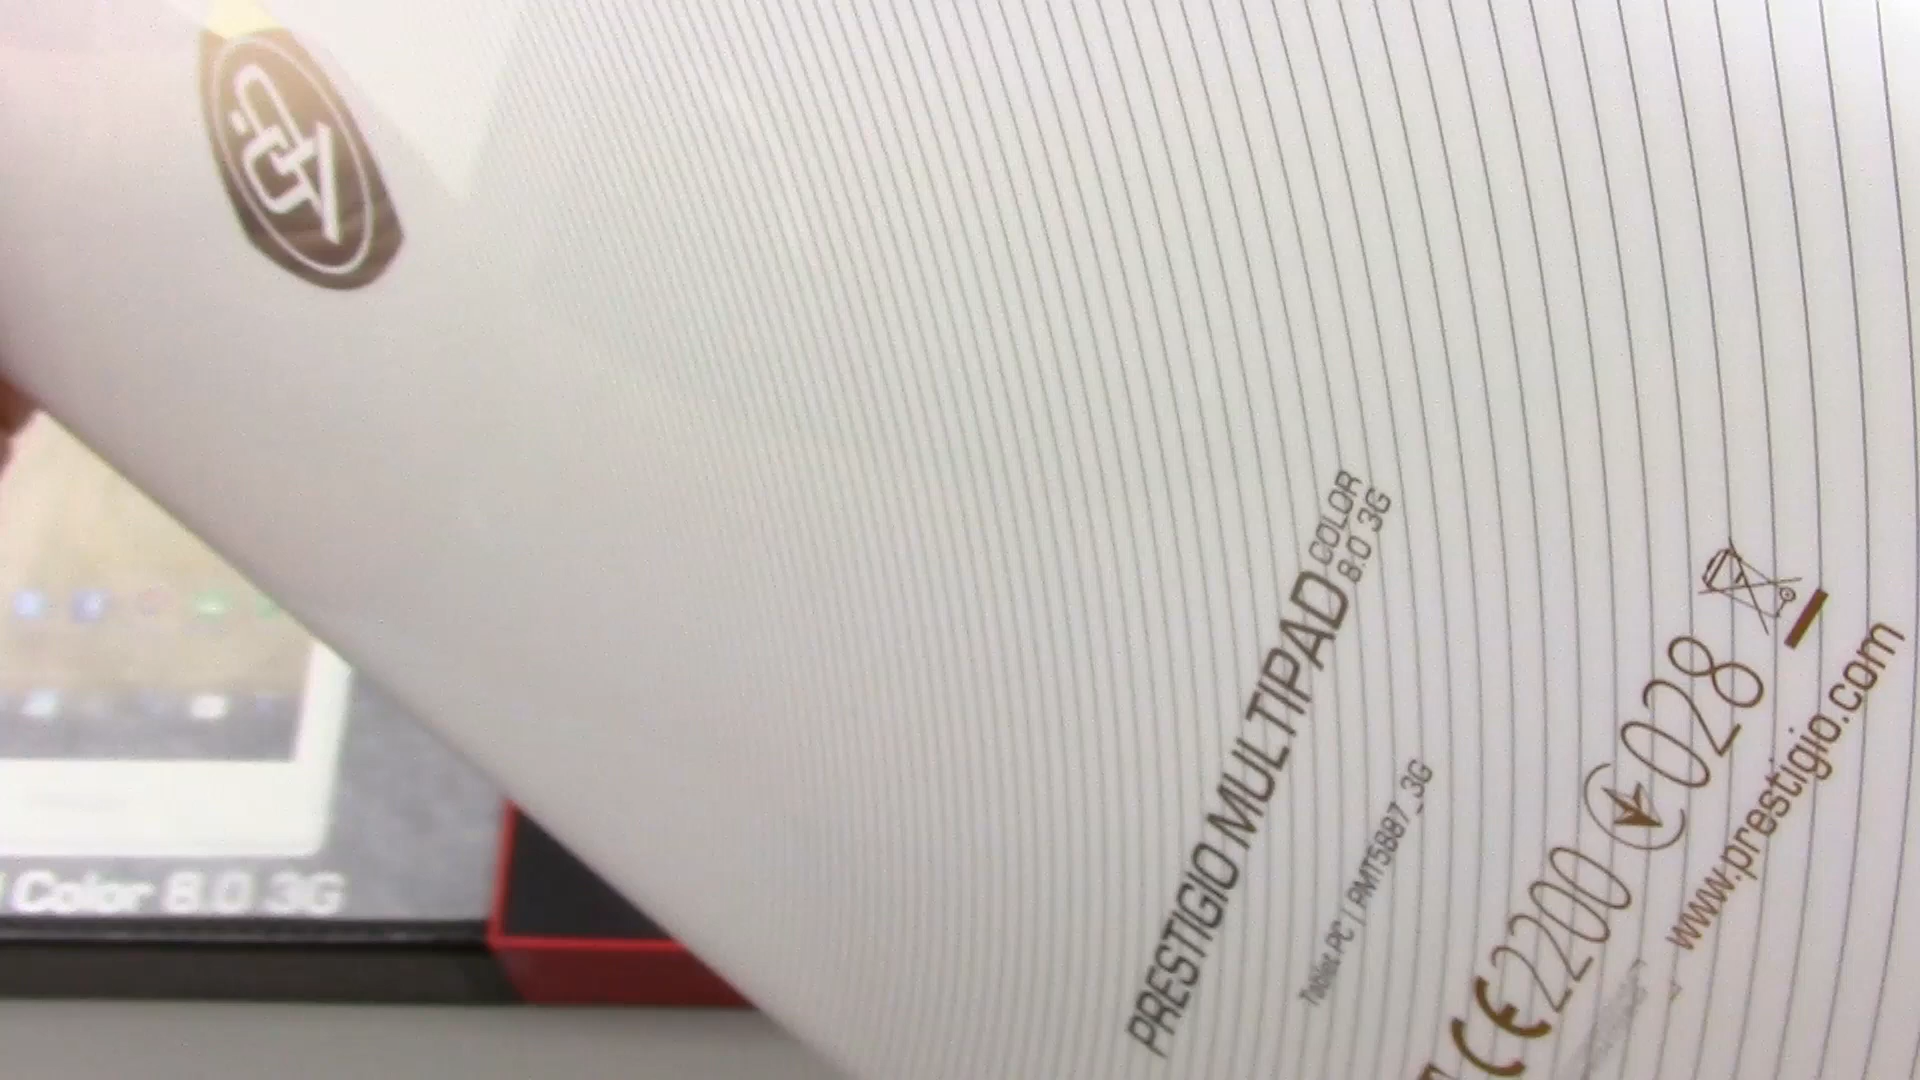 PRESTIGIO MULTIPAD COLOR
8.0 3G
Tablet PC | PMT5887_3G
CE2200 028
www.prestigio.com
Color 8.0 3G